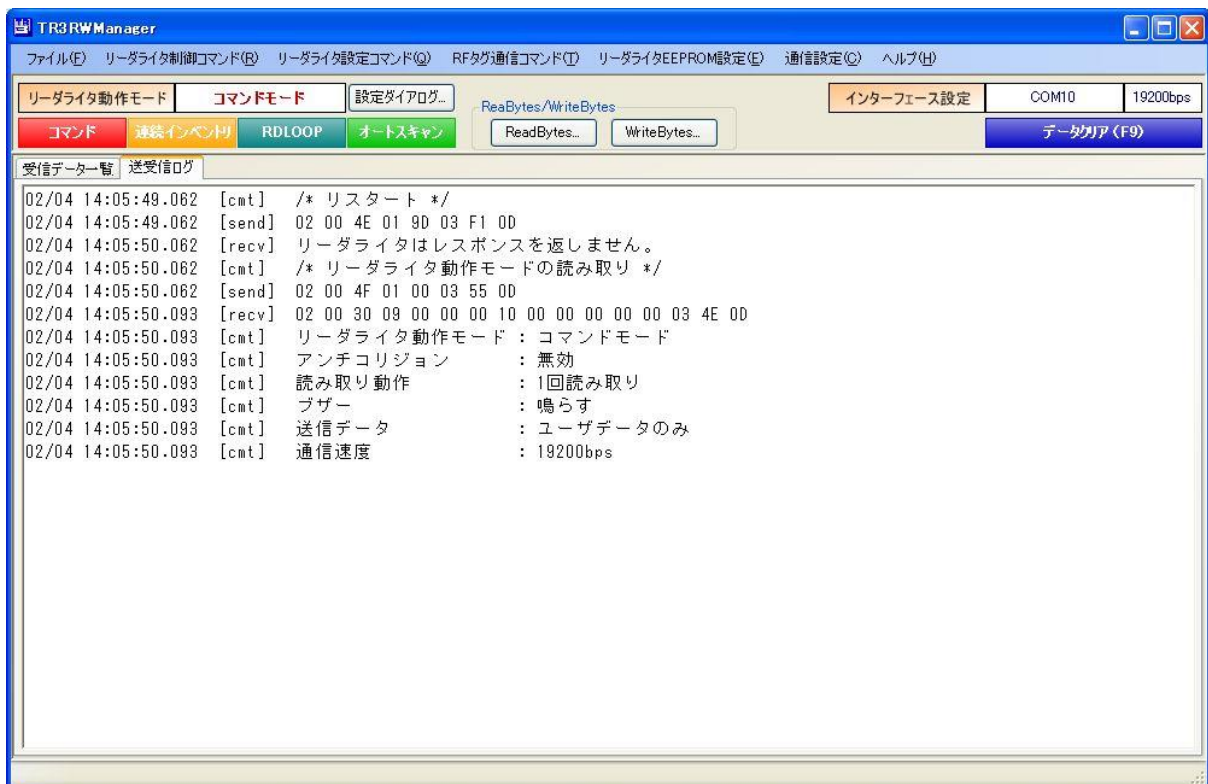 TR3RWManager
ファイル(F) リーダライタ制御コマンド(R) リーダライタ設定コマンド(Q) RFタグ通信コマンド(T) リーダライタEEPROM設定(E) 通信設定(C) ヘルプ(H)
リーダライタ動作モード コマンドモード 設定ダイアログ... ReaBytes/WriteBytes インターフェース設定 COM10 19200bps
コマンド 連続インベントリ RDLOOP オートスキャン ReadBytes... WriteBytes... データクリア(F9)
受信データ一覧 送受信ログ
02/04 14:05:49.062 [cmt] /* リスタート */
02/04 14:05:49.062 [send] 02 00 4E 01 9D 03 F1 0D
02/04 14:05:50.062 [recv] リーダライタはレスポンスを返しません。
02/04 14:05:50.062 [cmt] /* リーダライタ動作モードの読み取り */
02/04 14:05:50.062 [send] 02 00 4F 01 00 03 55 0D
02/04 14:05:50.093 [recv] 02 00 30 09 00 00 00 10 00 00 00 00 00 03 4E 0D
02/04 14:05:50.093 [cmt] リーダライタ動作モード : コマンドモード
02/04 14:05:50.093 [cmt] アンチコリジョン : 無効
02/04 14:05:50.093 [cmt] 読み取り動作 : 1回読み取り
02/04 14:05:50.093 [cmt] ブザー : 鳴らす
02/04 14:05:50.093 [cmt] 送信データ : ユーザデータのみ
02/04 14:05:50.093 [cmt] 通信速度 : 19200bps